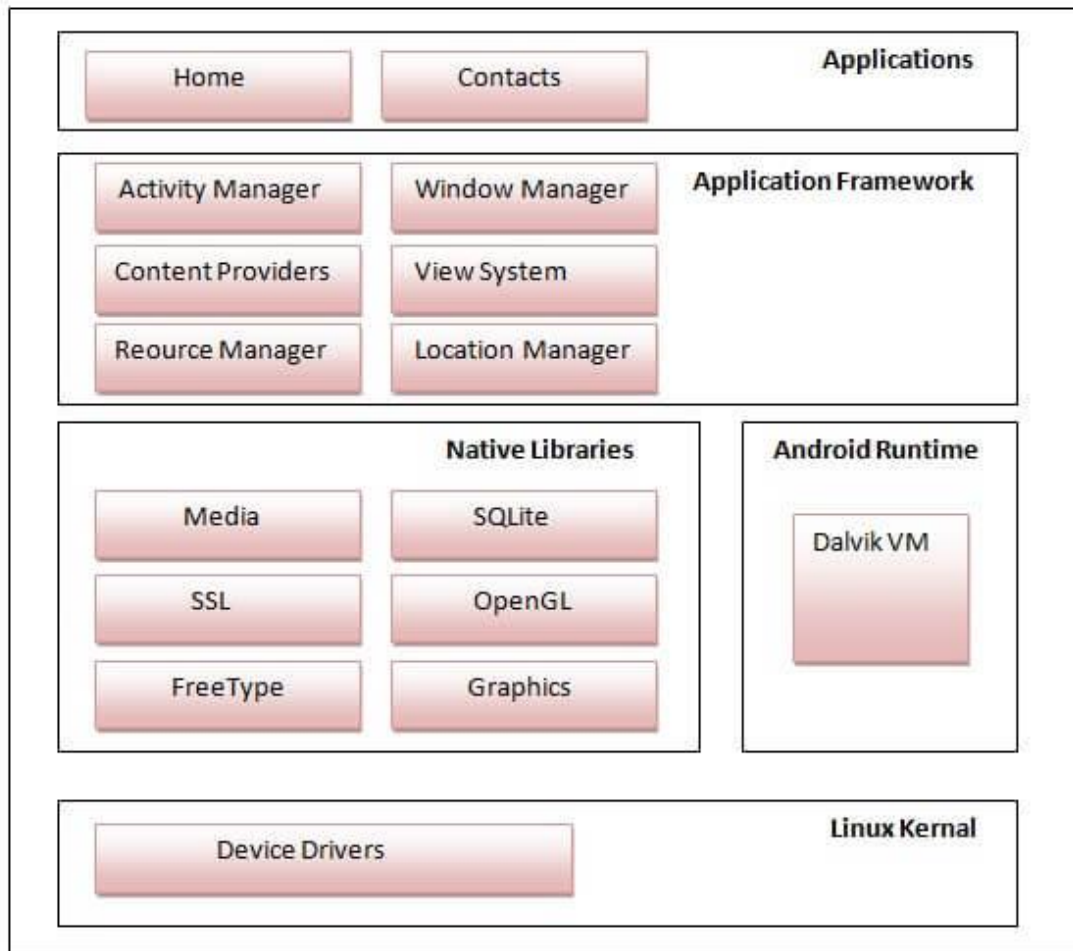 Applications
Home
Contacts
Application Framework
Activity Manager
Window Manager
Content Providers
View System
Reource Manager
Location Manager
Native Libraries
Media
SQLite
SSL
OpenGL
FreeType
Graphics
Android Runtime
Dalvik VM
Linux Kernal
Device Drivers